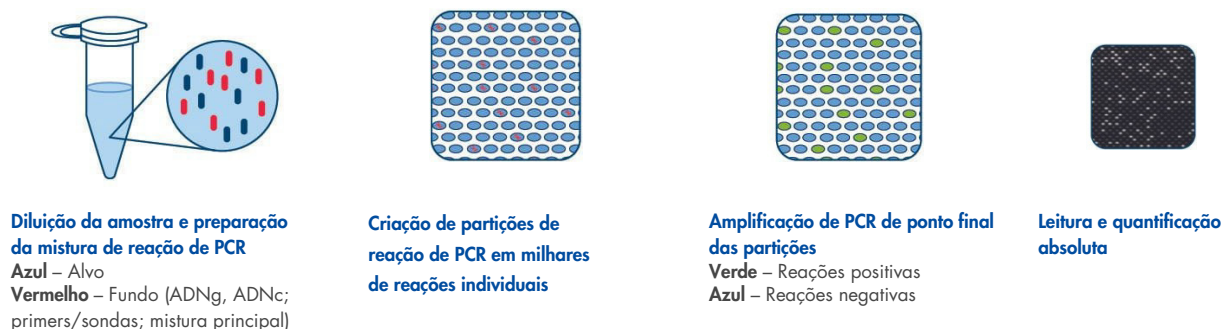 Diluição da amostra e preparação
da mistura de reação de PCR
Azul – Alvo
Vermelho – Fundo (ADNg, ADNc;
primers/sondas; mistura principal)
Criação de partições de
reação de PCR em milhares
de reações individuais
Amplificação de PCR de ponto final
das partições
Verde – Reações positivas
Azul – Reações negativas
Leitura e quantificação
absoluta